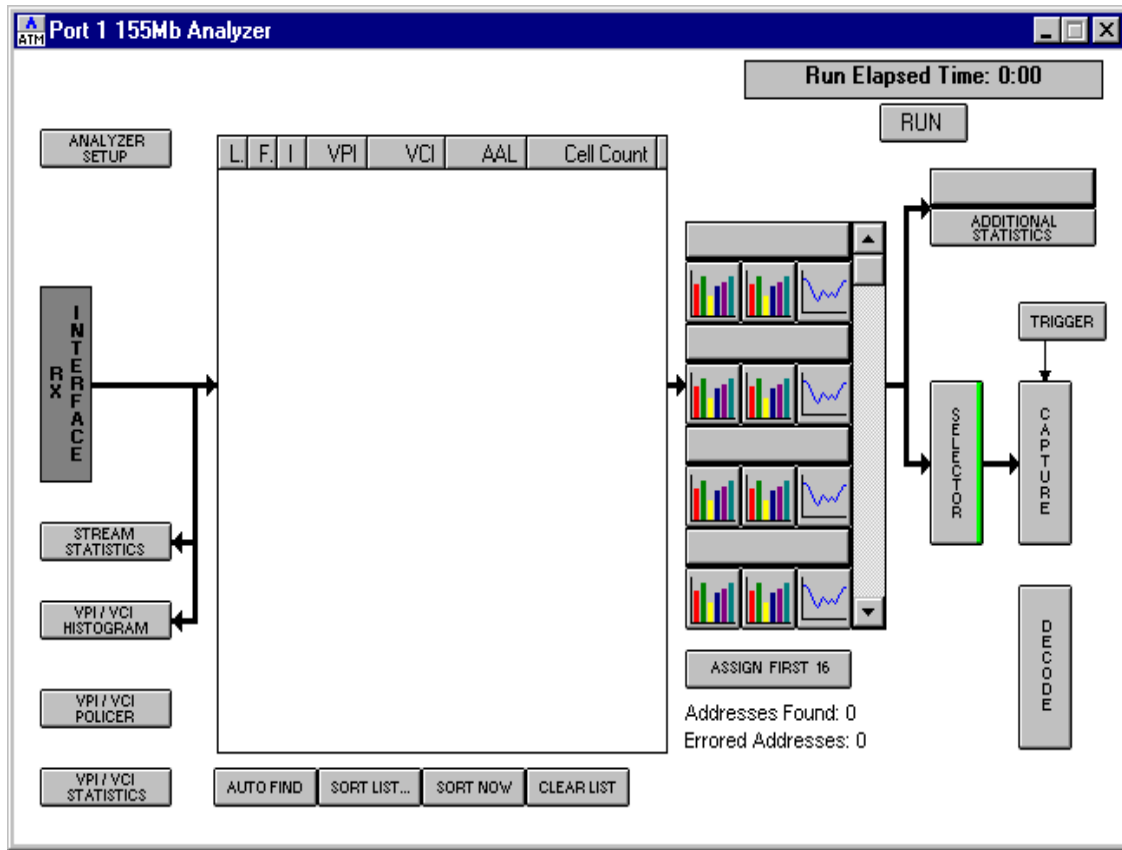 A
ATM
Port 1 155Mb Analyzer
Run Elapsed Time: 0:00
RUN
ANALYZER
SETUP
L. F. I VPI VCI AAL Cell Count
ADDITIONAL
STATISTICS
TRIGGER
RX
INTERFACE
SELECTOR
CAPTURE
STREAM
STATISTICS
VPI / VCI
HISTOGRAM
DECODE
ASSIGN FIRST 16
VPI / VCI
POLICER
Addresses Found: 0
Errored Addresses: 0
VPI / VCI
STATISTICS
AUTO FIND SORT LIST... SORT NOW CLEAR LIST